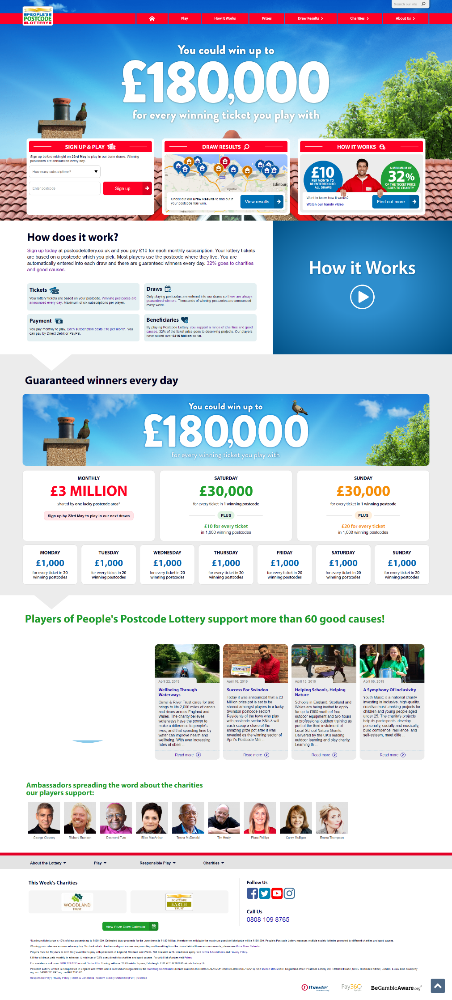 Search our site
PEOPLE'S
POSTCODE
LOTTERY
Play
How It Works
Prizes
Draw Results
Charities
About Us
You could win up to
£180,000
for every winning ticket you play with
SIGN UP & PLAY
Sign up before midnight on 23rd May to play in our June draws. Winning
postcodes are announced every day.
How many subscriptions?
Enter postcode
Sign up
DRAW RESULTS
Edinburg
Ingliston
Check out our Draw Results to find out if
your postcode has won.
View results
Livingston
HOW IT WORKS
£10
PER MONTH TO
BE ENTERED INTO
ALL DRAWS
A MINIMUM OF
32%
OF THE TICKET PRICE
GOES TO CHARITY
Want to know how it works?
Watch our handy video
Find out more
How does it work?
Sign up today at postcodelottery.co.uk and you pay £10 for each monthly subscription. Your lottery tickets
are based on a postcode which you pick. Most players use the postcode where they live. You are
automatically entered into each draw and there are guaranteed winners every day. 32% goes to charities
and good causes.
How it Works
Tickets
Your lottery tickets are based on your postcode. Winning postcodes are
announced every day. Maximum of six subscriptions per player.
Draws
Only playing postcodes are entered into our draws so there are always
guaranteed winners. Thousands of winning postcodes are announced
every week.
Payment
You pay monthly to play. Each subscription costs £10 per month. You
can pay by Direct Debit or PayPal.
Beneficiaries
By playing Postcode Lottery, you support a range of charities and good
causes. 32% of the ticket price goes to deserving projects. Our players
have raised over £416 Million so far.
Guaranteed winners every day
You could win up to
£180,000
for every winning ticket you play with
MONTHLY
£3 MILLION
shared by one lucky postcode area*
Sign up by 23rd May to play in our next draws
SATURDAY
£30,000
for every ticket in 1 winning postcode
PLUS
£10 for every ticket
in 1,000 winning postcodes
SUNDAY
£30,000
for every ticket in 1 winning postcode
PLUS
£20 for every ticket
in 1,000 winning postcodes
MONDAY
£1,000
for every ticket in 20
winning postcodes
TUESDAY
£1,000
for every ticket in 20
winning postcodes
WEDNESDAY
£1,000
for every ticket in 20
winning postcodes
THURSDAY
£1,000
for every ticket in 20
winning postcodes
FRIDAY
£1,000
for every ticket in 20
winning postcodes
SATURDAY
£1,000
for every ticket in 20
winning postcodes
SUNDAY
£1,000
for every ticket in 20
winning postcodes
Players of People's Postcode Lottery support more than 60 good causes!
April 22, 2019
Wellbeing Through
Waterways
Canal & River Trust cares for and
brings to life 2,000 miles of canals
and rivers across England and
Wales. The charity believes
waterways have the power to
make a difference to people's
lives, and that spending time by
water can improve health and
wellbeing. With ever increasing
rates of obesi ...
Read more
SN5 8??
April 16, 2019
Success For Swindon
Today it was announced that a £3
Million prize pot is set to be
shared amongst players in a lucky
Swindon postcode sector!
Residents of the town who play
with postcode sector SN5 8 will
each scoop a share of the
amazing prize pot after it was
revealed as the winning sector of
April's Postcode Milli ...
Read more
April 15, 2019
Helping Schools, Helping
Nature
Schools in England, Scotland and
Wales are being invited to apply
for up to £500 worth of free
outdoor equipment and two hours
of professional outdoor training as
part of the third instalment of
Local School Nature Grants.
Delivered by the UK's leading
outdoor learning and play charity,
Learning th ...
Read more
April 08, 2019
A Symphony Of Inclusivity
Youth Music is a national charity
investing in inclusive, high-quality,
creative music-making projects for
children and young people aged
under 25. The charity's projects
help its participants: develop
personally, socially and musically,
build confidence, resilience, and
self-esteem, meet diffe ...
Read more
Ambassadors spreading the word about the charities
our players support:
George Clooney
Richard Branson
Desmond Tutu
Ellen MacArthur
Trevor McDonald
Tim Healy
Fiona Phillips
Carey Mulligan
Emma Thompson
About the Lottery
Play
Responsible Play
Charities
This Week's Charities
WOODLAND
TRUST
POSTCODE
EARTH
TRUST
View Prize Draw Calendar
Follow Us
Call Us
0808 109 8765
*Maximum ticket prize is 10% of draw proceeds up to £400,000. Estimated draw proceeds for the June draws is £1.80 Million, therefore we anticipate the maximum possible ticket prize will be £180,000. People's Postcode Lottery manages multiple society lotteries promoted by different charities and good causes.
Winning postcodes are announced every day. To check which charities and good causes are promoting and benefiting from the draws behind these announcements, please see Prize Draw Calendar.
Players must be 16 years or over. Only available to play with postcodes in England, Scotland and Wales. Not available in NI. Conditions apply. See Terms & Conditions and Privacy Policy.
£10 for all draws paid monthly in advance. A minimum of 32% goes directly to charities and good causes. For a full list of prizes visit Prizes.
For assistance call us on 0808 109 8765 or visit Contact Us. Trading address: 28 Charlotte Square, Edinburgh, EH2 4ET. © 2019 Postcode Lottery Ltd.
Postcode Lottery Limited is incorporated in England and Wales and is licensed and regulated by the Gambling Commission (licence numbers 000-000829-N-102511 and 000-000829-R-102513). See licence status here. Registered office: Postcode Lottery Ltd, Titchfield House, 69/85 Tabernacle Street, London, EC2A 4BD. Company
reg. no. 04862732. VAT reg. no 848 3165 07.
Responsible Play | Privacy Policy | Terms & Conditions | Modern Slavery Statement (PDF) | Sitemap
thawte
Pay360
by Capita
BeGambleAware.org